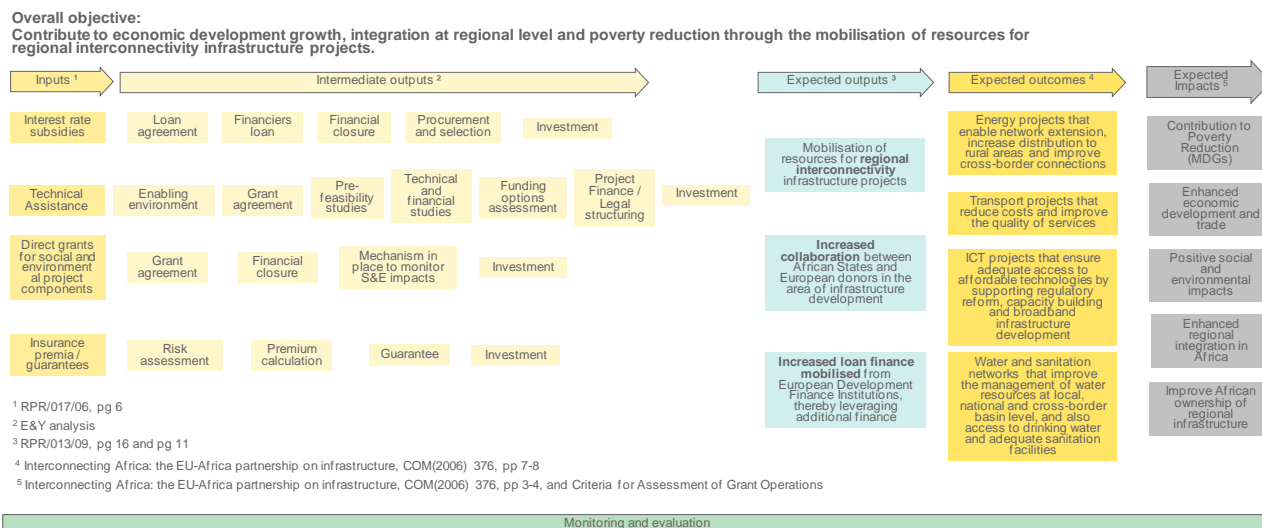 Overall objective:
Contribute to economic development growth, integration at regional level and poverty reduction through the mobilisation of resources for
regional interconnectivity infrastructure projects.
Inputs ¹
Intermediate outputs ²
Expected outputs ³
Expected outcomes ⁴
Expected
Impacts ⁵
Interest rate
subsidies
Loan
agreement
Financiers
loan
Financial
closure
Procurement
and selection
Investment
Technical
Assistance
Enabling
environment
Grant
agreement
Pre-
feasibility
studies
Technical
and
financial
studies
Funding
options
assessment
Project
Finance /
Legal
structuring
Investment
Direct grants
for social and
environment
al project
components
Grant
agreement
Financial
closure
Mechanism in
place to monitor
S&E impacts
Investment
Insurance
premia /
guarantees
Risk
assessment
Premium
calculation
Guarantee
Investment
Mobilisation of
resources for regional
interconnectivity
infrastructure projects
Increased
collaboration between
African States and
European donors in the
area of infrastructure
development
Increased loan finance
mobilised from
European Development
Finance Institutions,
thereby leveraging
additional finance
Energy projects that
enable network extension,
increase distribution to
rural areas and improve
cross-border connections
Transport projects that
reduce costs and improve
the quality of services
ICT projects that ensure
adequate access to
affordable technologies by
supporting regulatory
reform, capacity building
and broadband
infrastructure
development
Water and sanitation
networks that improve
the management of water
resources at local,
national and cross-border
basin level, and also
access to drinking water
and adequate sanitation
facilities
Contribution to
Poverty
Reduction
(MDGs)
Enhanced
economic
development and
trade
Positive social
and
environmental
impacts
Enhanced
regional
integration in
Africa
Improve African
ownership of
regional
infrastructure
¹ RPR/017/06, pg 6
² E&Y analysis
³ RPR/013/09, pg 16 and pg 11
⁴ Interconnecting Africa: the EU-Africa partnership on infrastructure, COM(2006) 376, pp 7-8
⁵ Interconnecting Africa: the EU-Africa partnership on infrastructure, COM(2006) 376, pp 3-4, and Criteria for Assessment of Grant Operations
Monitoring and evaluation